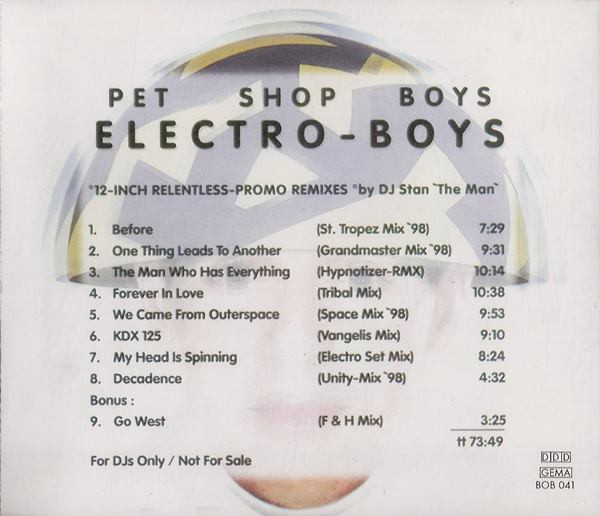 PET SHOP BOYS
ELECTRO-BOYS
°12-INCH RELENTLESS-PROMO REMIXES °by DJ Stan `The Man`
1. Before (St. Tropez Mix `98) 7:29
2. One Thing Leads To Another (Grandmaster Mix `98) 9:31
3. The Man Who Has Everything (Hypnotizer-RMX) 10:14
4. Forever In Love (Tribal Mix) 10:38
5. We Came From Outerspace (Space Mix `98) 9:53
6. KDX 125 (Vangelis Mix) 9:10
7. My Head Is Spinning (Electro Set Mix) 8:24
8. Decadence (Unity-Mix `98) 4:32
Bonus :
9. Go West (F & H Mix) 3:25
tt 73:49
For DJs Only / Not For Sale
DDD
GEMA
BOB 041